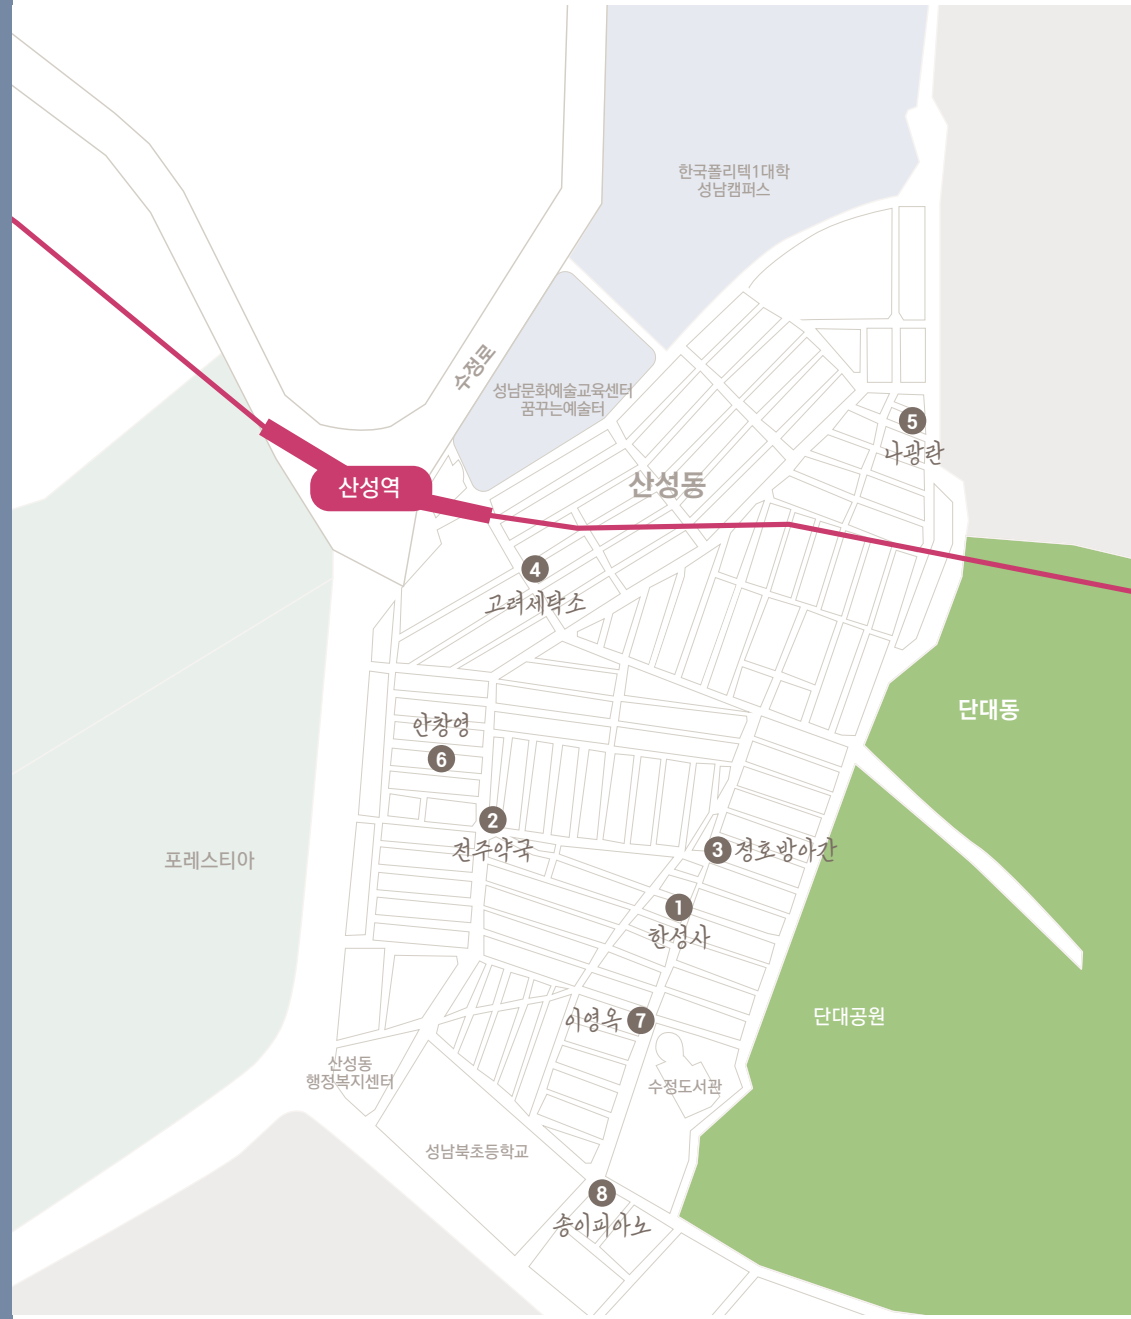 한국폴리텍1대학
성남캠퍼스
수정로
성남문화예술교육센터
꿈꾸는예술터
5
나광란
산성역
산성동
4
고려세탁소
단대동
안창영
6
2
전주약국
3 정호방아간
포레스티아
1
한성사
이영옥 7
단대공원
산성동
행정복지센터
수정도서관
성남북초등학교
8
송이피아노